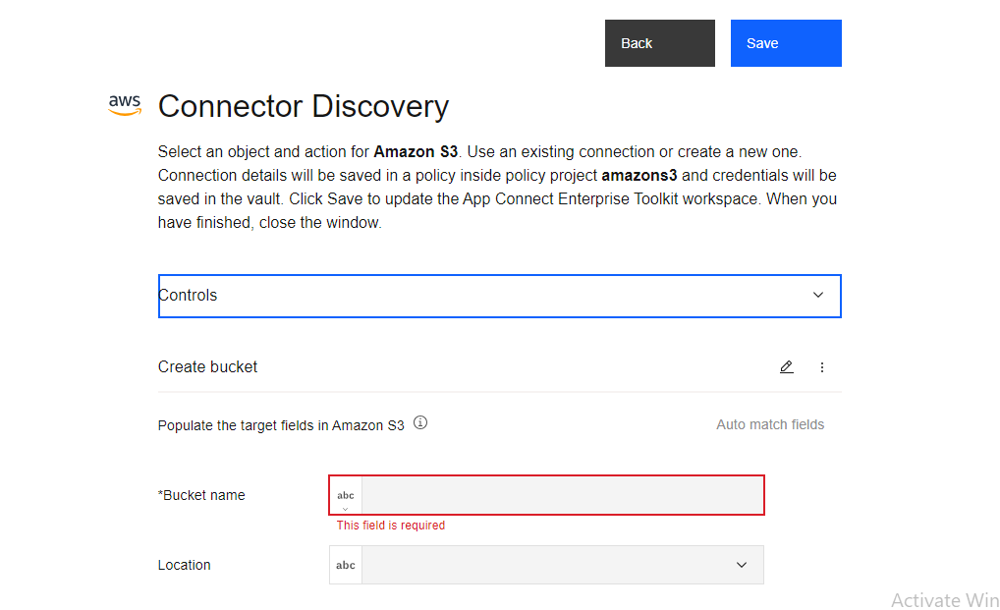 Back
Save
aws
Connector Discovery
Select an object and action for Amazon S3. Use an existing connection or create a new one.
Connection details will be saved in a policy inside policy project amazons3 and credentials will be
saved in the vault. Click Save to update the App Connect Enterprise Toolkit workspace. When you
have finished, close the window.
Controls
Create bucket
Populate the target fields in Amazon S3
Auto match fields
*Bucket name
abc
This field is required
Location
abc
Activate Win